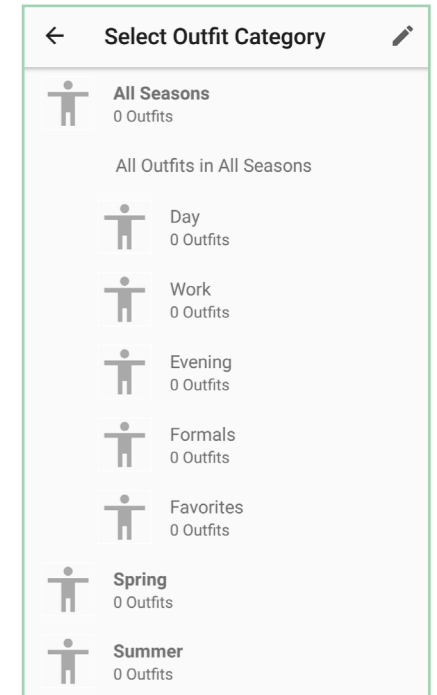 Select Outfit Category
All Seasons
0 Outfits
All Outfits in All Seasons
Day
0 Outfits
Work
0 Outfits
Evening
0 Outfits
Formals
0 Outfits
Favorites
0 Outfits
Spring
0 Outfits
Summer
0 Outfits